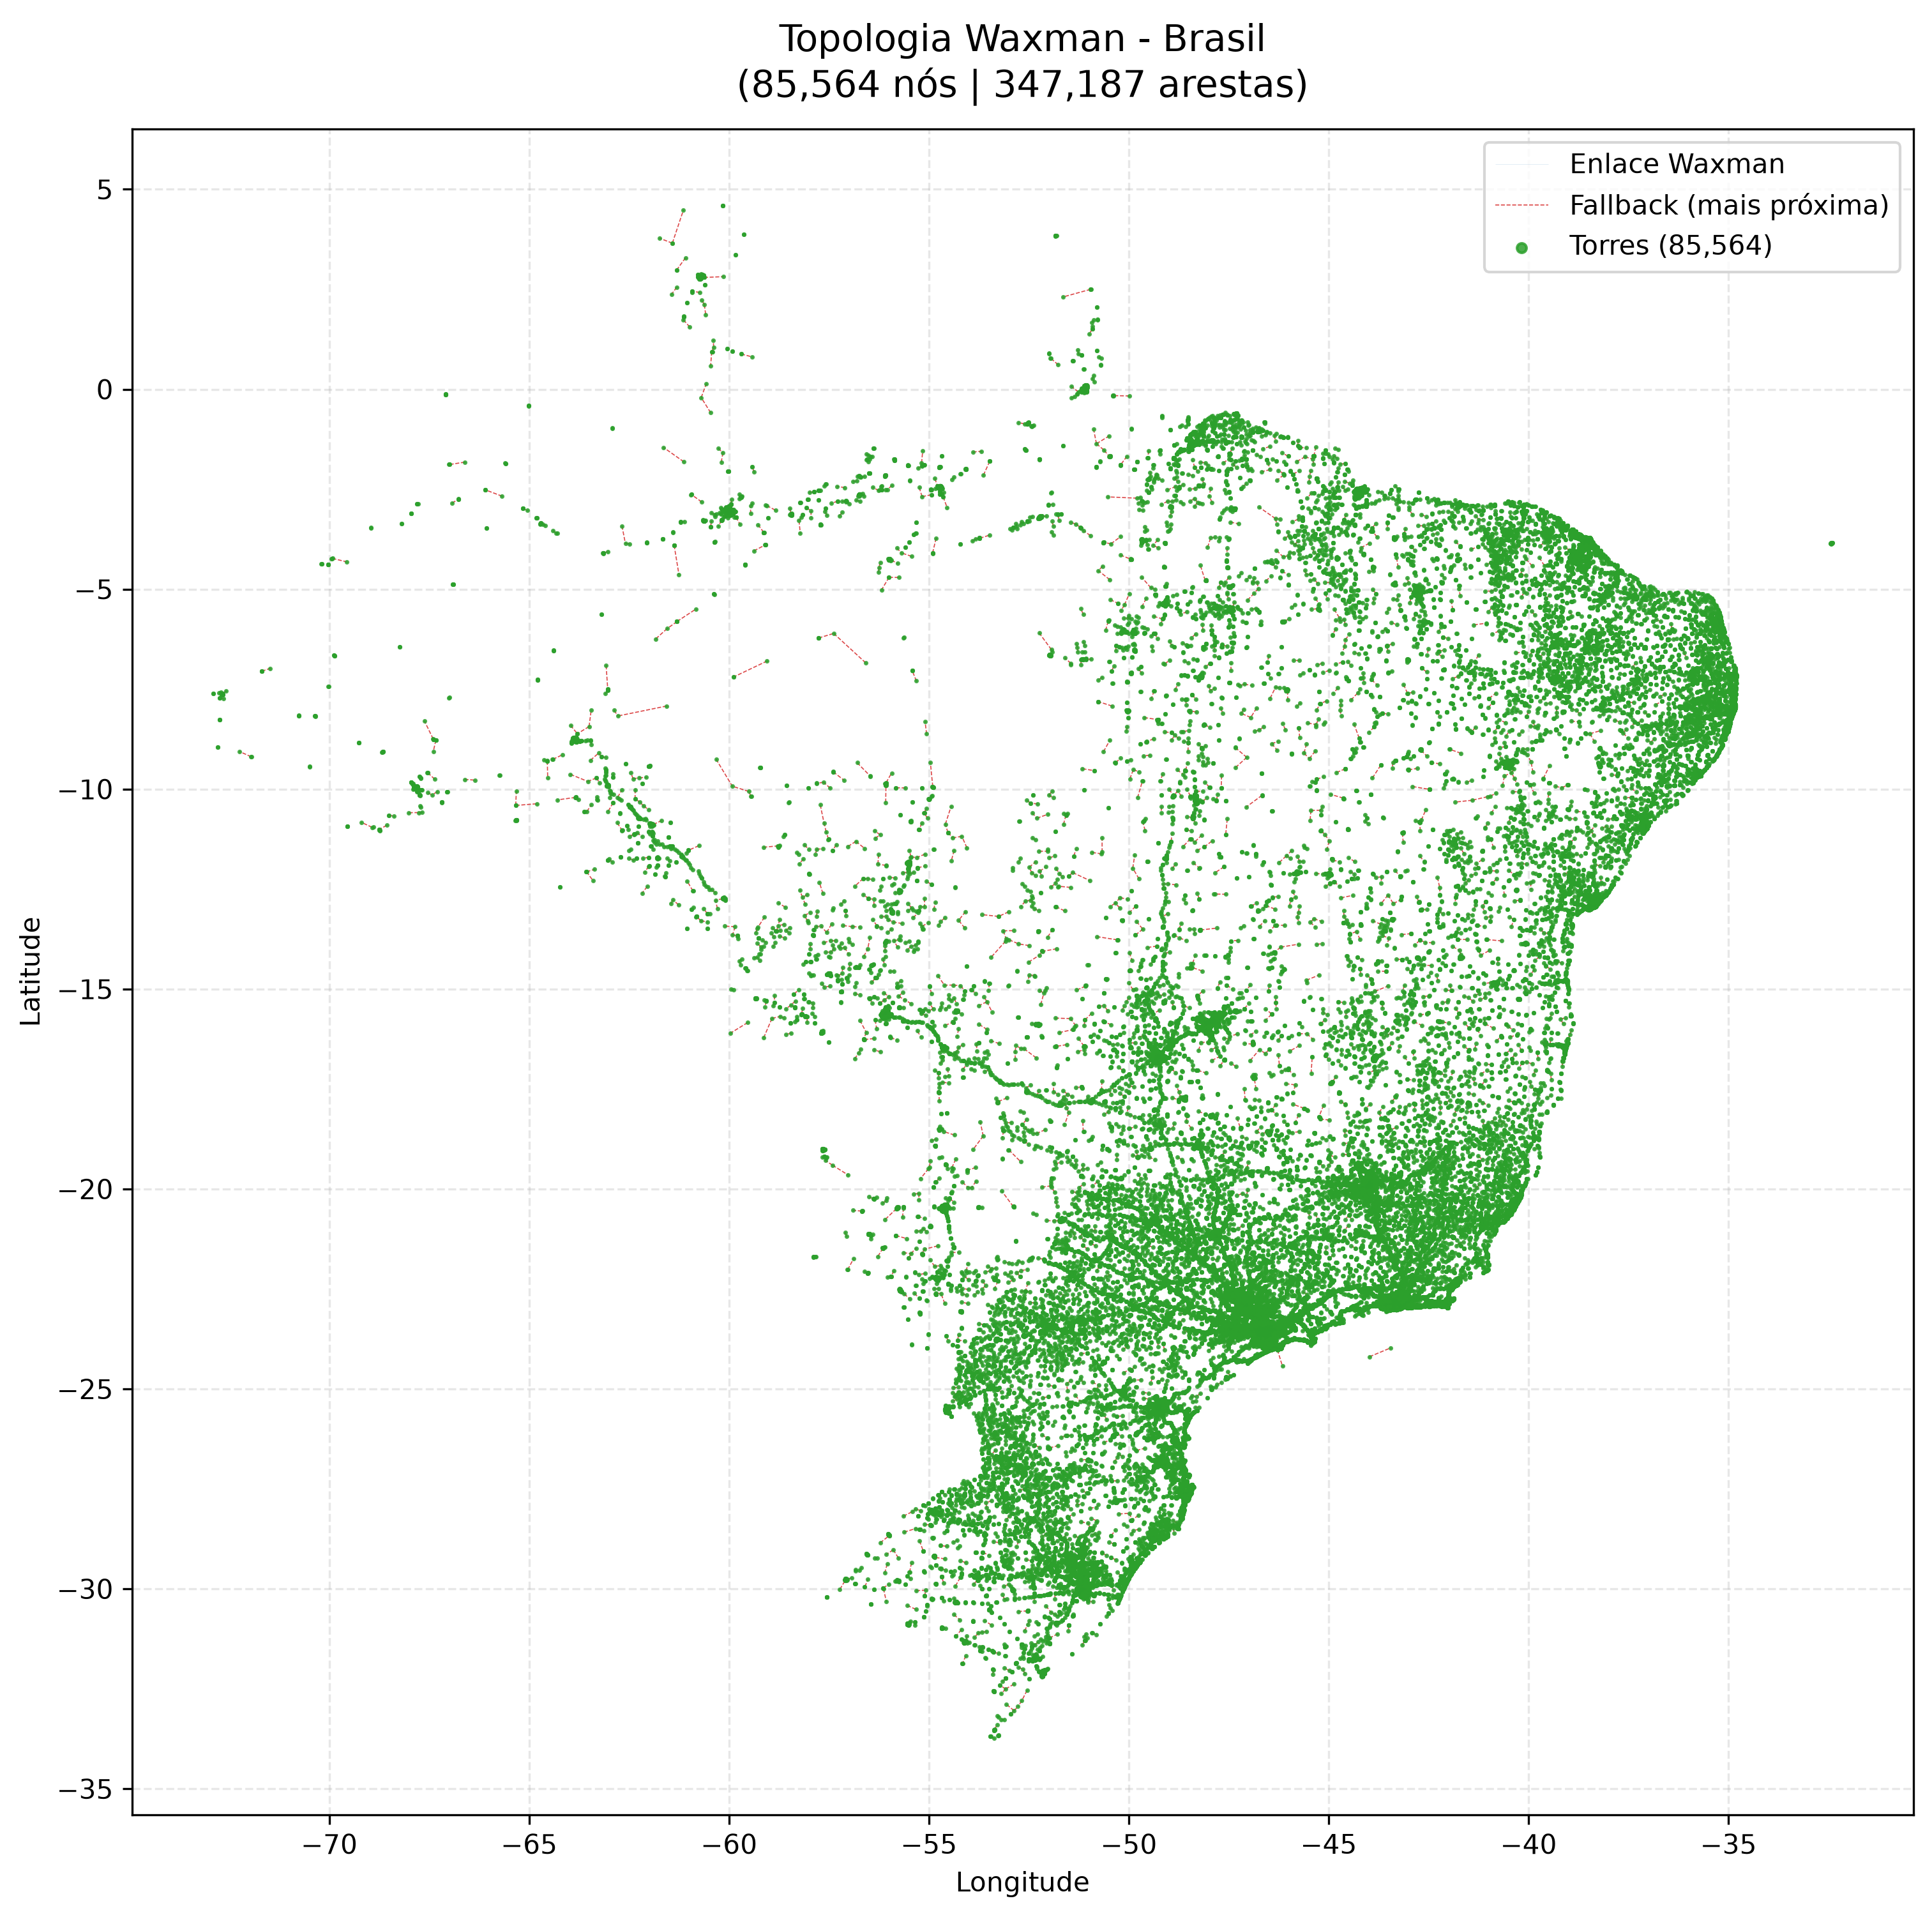 Topologia Waxman - Brasil
(85,564 nós | 347,187 arestas)
Enlace Waxman
Fallback (mais próxima)
Torres (85,564)
5
0
−5
−10
−15
−20
−25
−30
−35
Latitude
−70
−65
−60
−55
−50
−45
−40
−35
Longitude